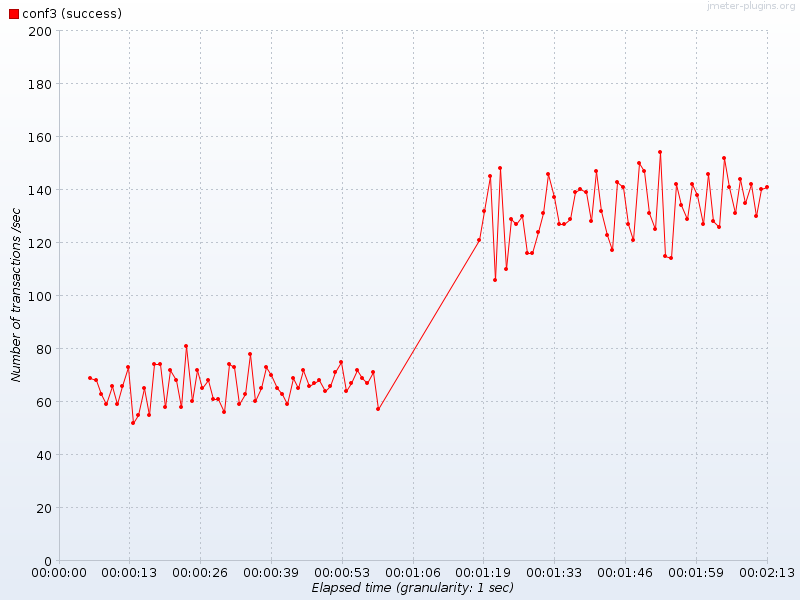 jmeter-plugins.org
conf3 (success)
200
180
160
140
120
100
80
60
40
20
0
Number of transactions /sec
00:00:00 00:00:13 00:00:26 00:00:39 00:00:53 00:01:06 00:01:19 00:01:33 00:01:46 00:01:59 00:02:13
Elapsed time (granularity: 1 sec)